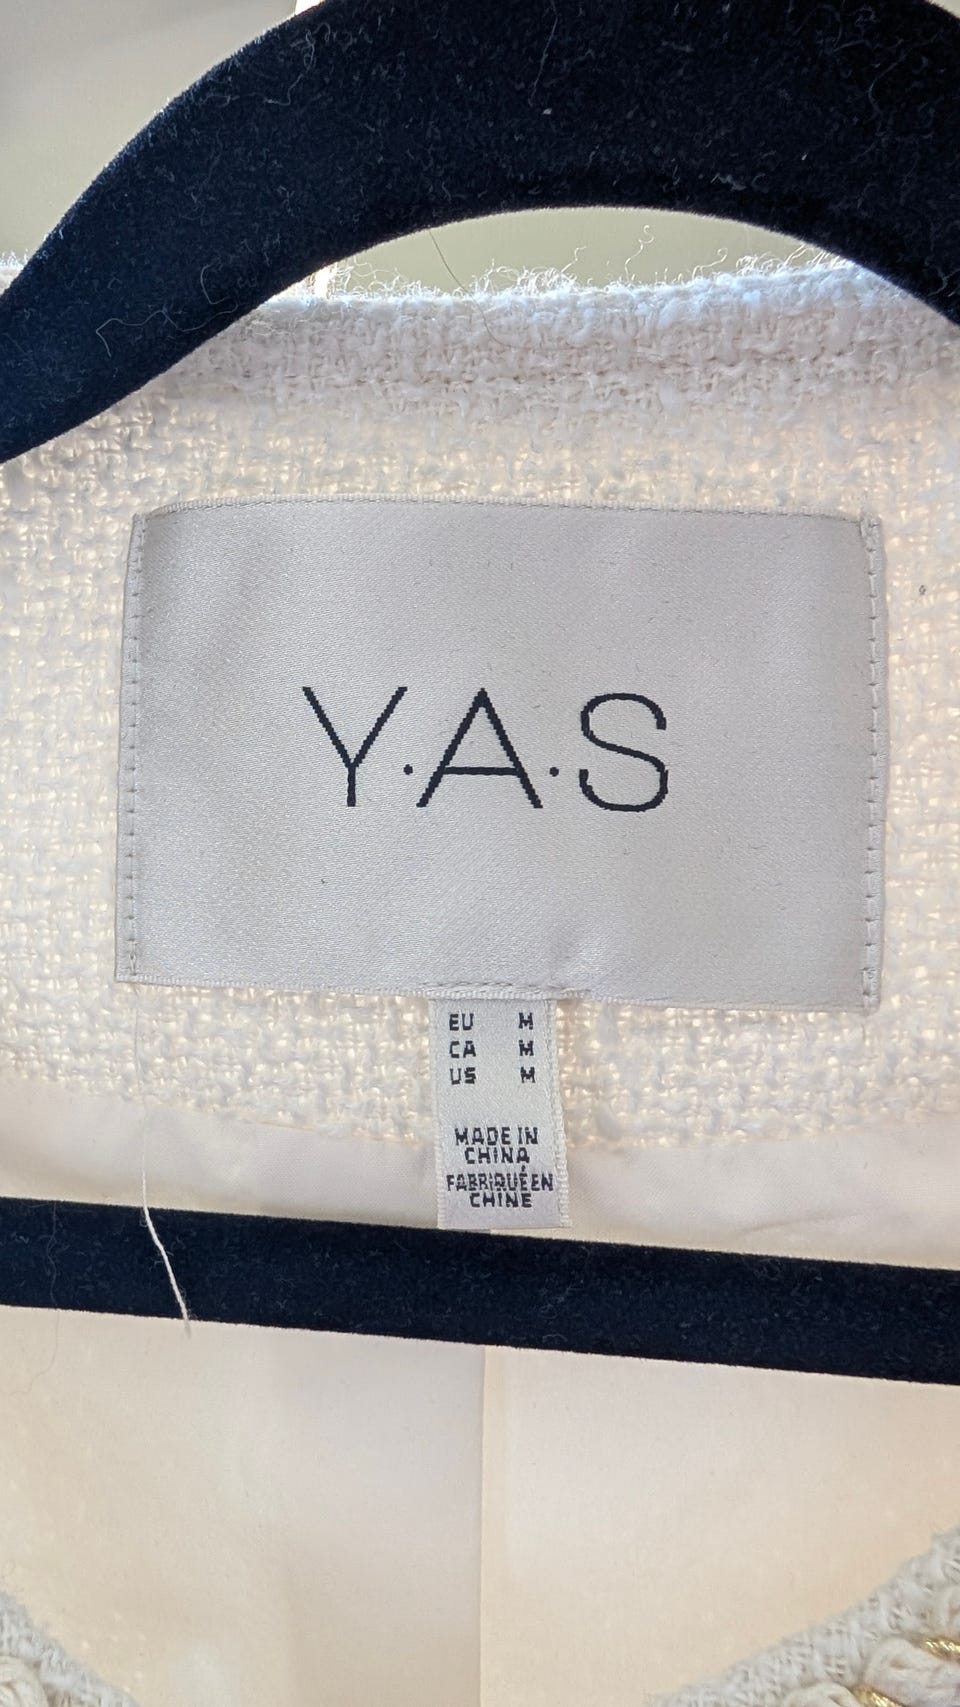 Y·A·S
EU M
CA M
US M
MADE IN
CHINA
FABRIQUÉ EN
CHINE